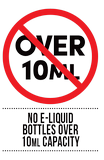 OVER
10ML
NO E-LIQUID
BOTTLES OVER
10ML CAPACITY